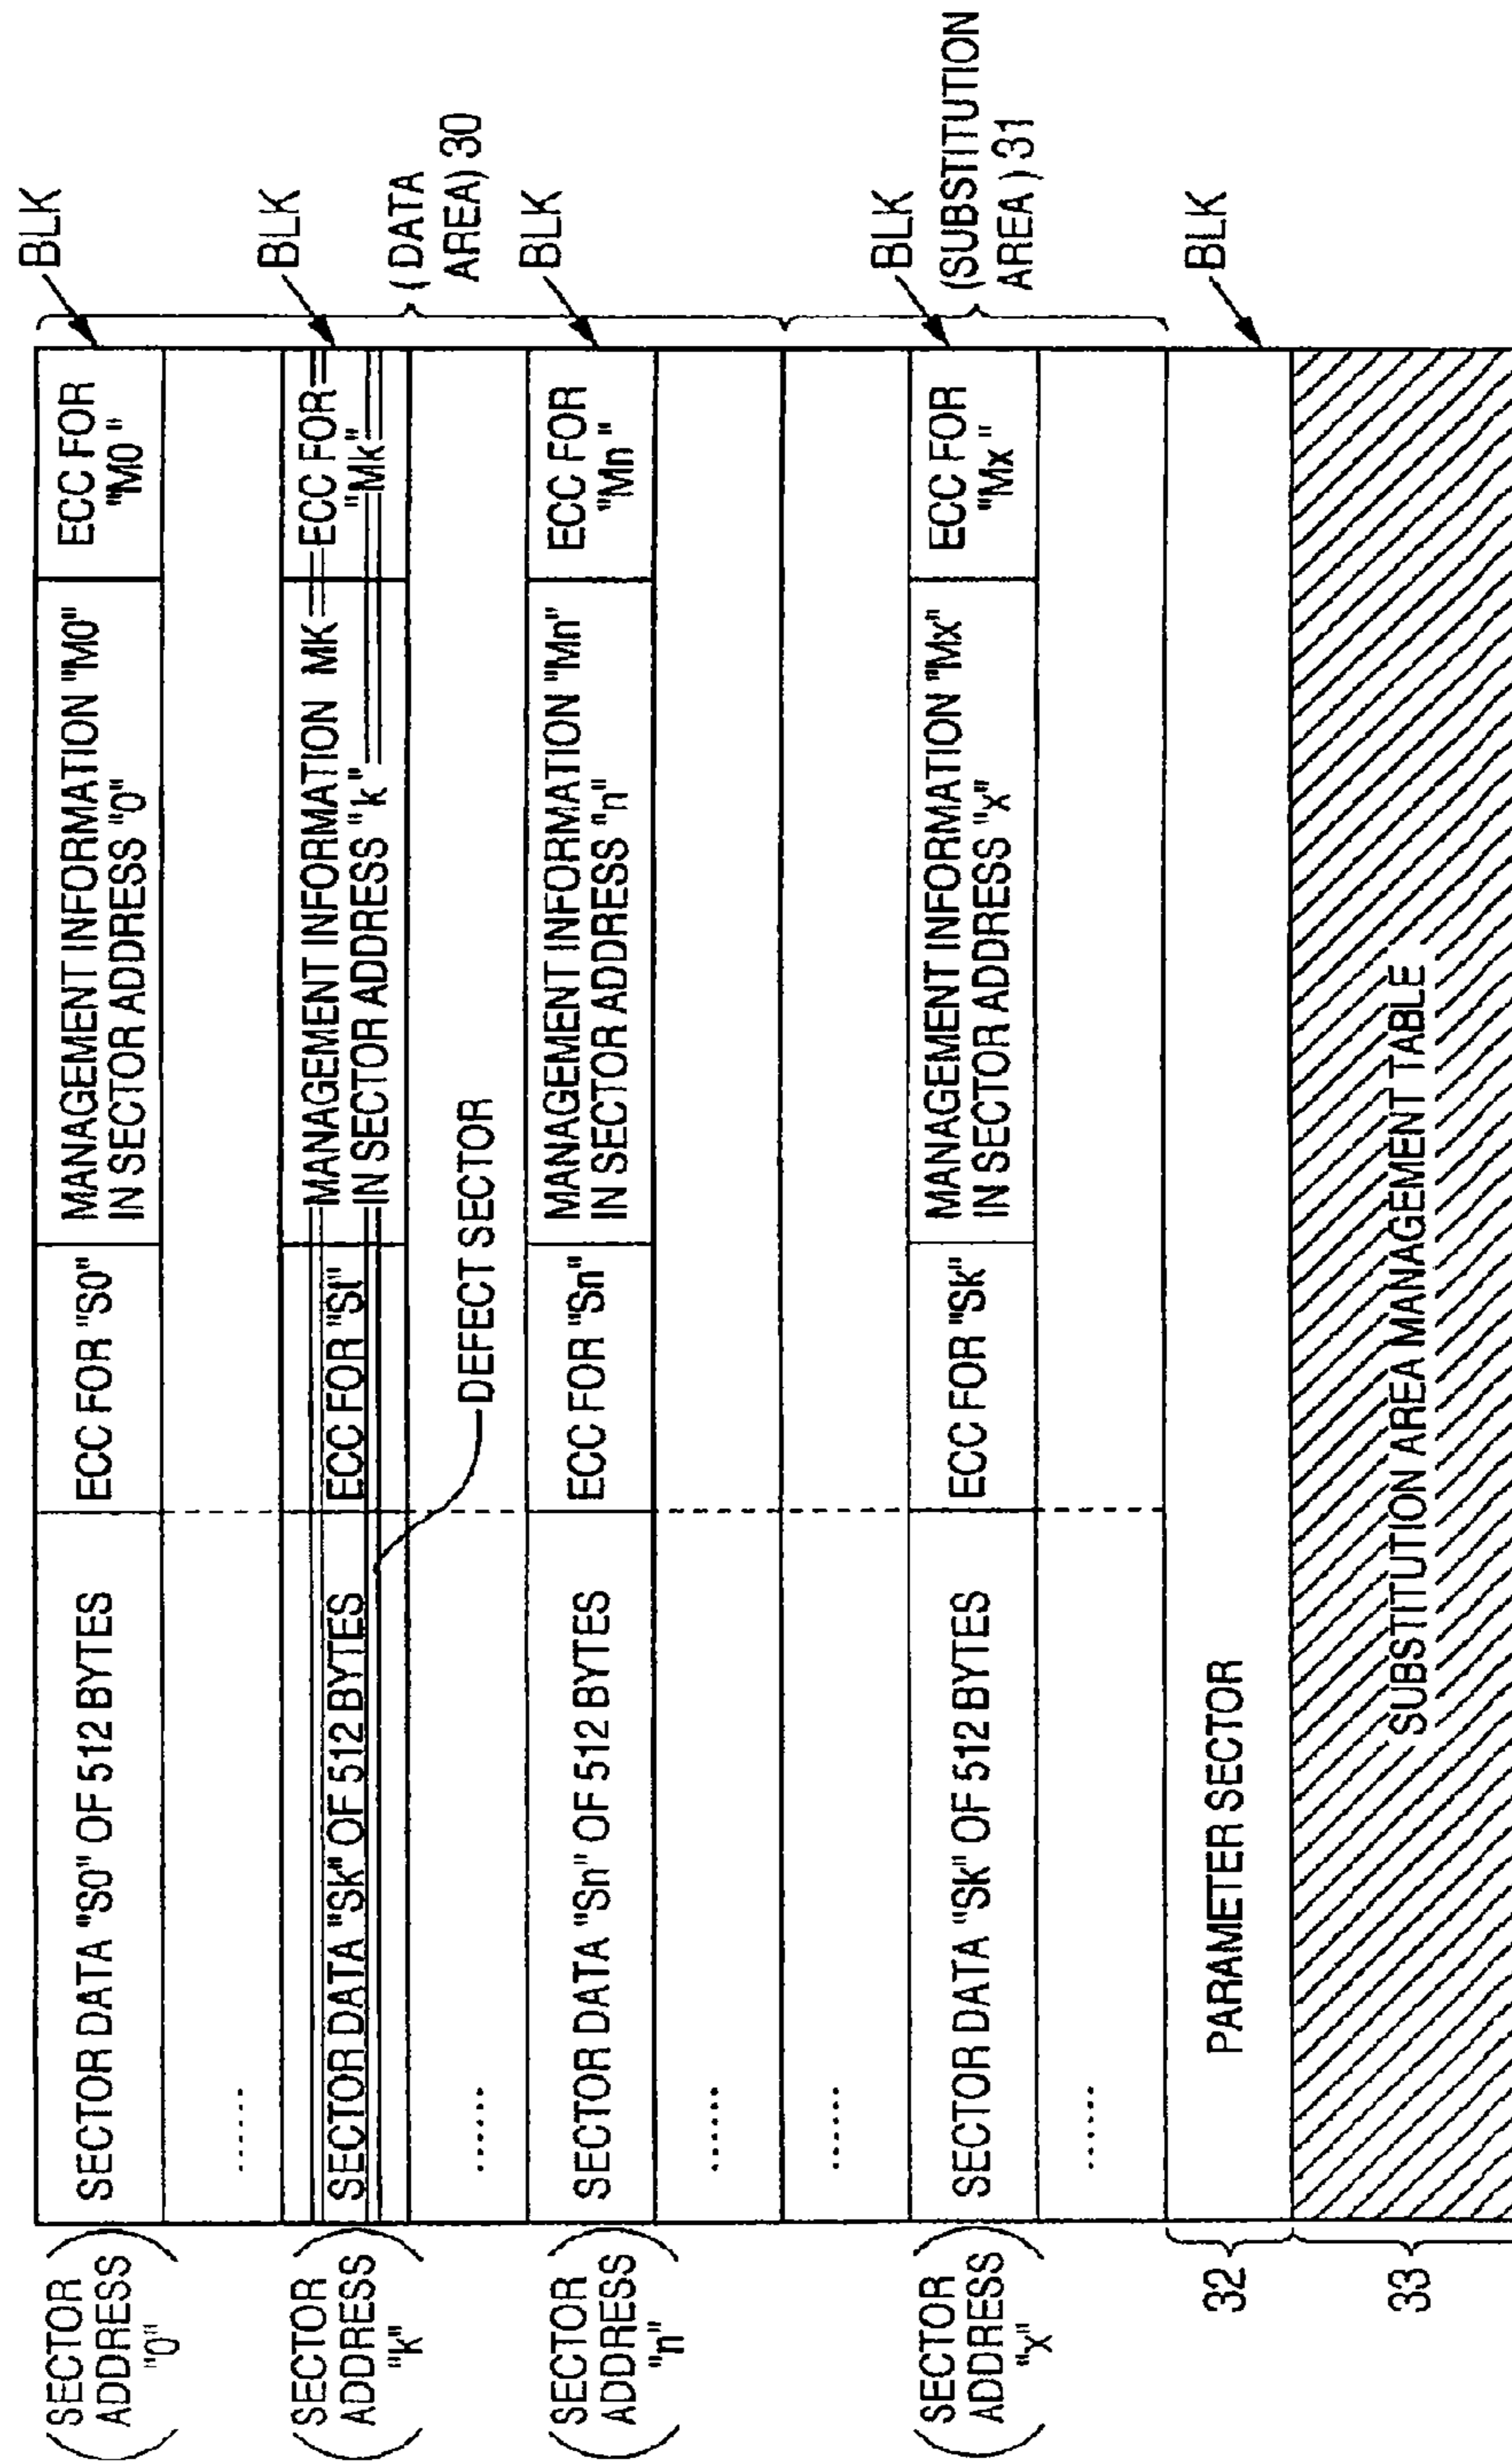 (SECTOR
ADDRESS
"0")
SECTOR DATA "S0" OF 512 BYTES
ECC FOR "S0"
MANAGEMENT INFORMATION "M0"
IN SECTOR ADDRESS "0"
ECC FOR
"M0"
BLK
......
(SECTOR
ADDRESS
"k")
SECTOR DATA "Sk" OF 512 BYTES
ECC FOR "St"
MANAGEMENT INFORMATION MK
IN SECTOR ADDRESS "k"
ECC FOR
"Mk"
BLK
DEFECT SECTOR
(DATA
AREA) 30
.....
(SECTOR
ADDRESS
"n")
SECTOR DATA "Sn" OF 512 BYTES
ECC FOR "Sn"
MANAGEMENT INFORMATION "Mn"
IN SECTOR ADDRESS "n"
ECC FOR
"Mn"
BLK
.....
.....
(SECTOR
ADDRESS
"x")
SECTOR DATA "Sk" OF 512 BYTES
ECC FOR "Sk"
MANAGEMENT INFORMATION "Mx"
IN SECTOR ADDRESS "x"
ECC FOR
"Mx"
BLK
(SUBSTITUTION
AREA) 31
.....
32
PARAMETER SECTOR
BLK
33
SUBSTITUTION AREA MANAGEMENT TABLE